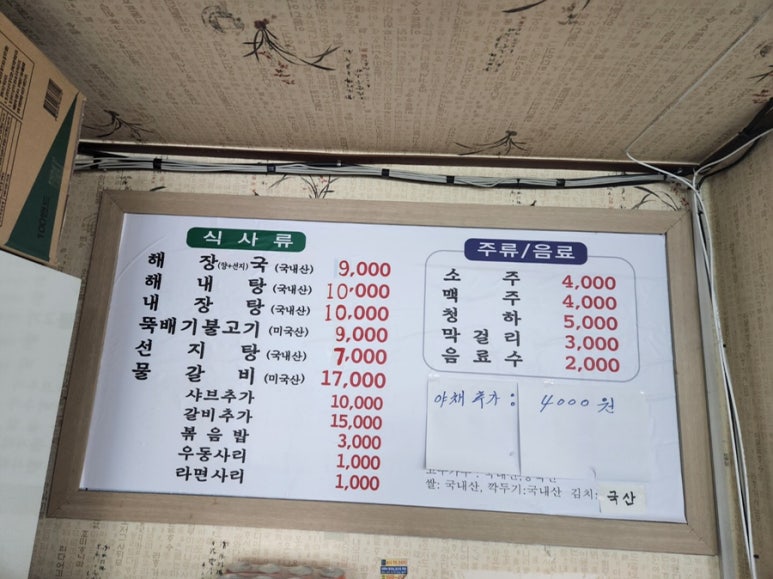 식사류
해장(양+선지)국 (국내산) 9,000
해내탕 (국내산) 10,000
내장탕 (국내산) 10,000
뚝배기불고기 (미국산) 9,000
선지탕 (국내산) 7,000
물갈비 (미국산) 17,000
샤브추가 10,000
갈비추가 15,000
볶음밥 3,000
우동사리 1,000
라면사리 1,000
주류/음료
소주 4,000
맥주 4,000
청하 5,000
막걸리 3,000
음료수 2,000
야채추가: 4000원
쌀: 국내산, 깍두기:국내산 김치: 국산